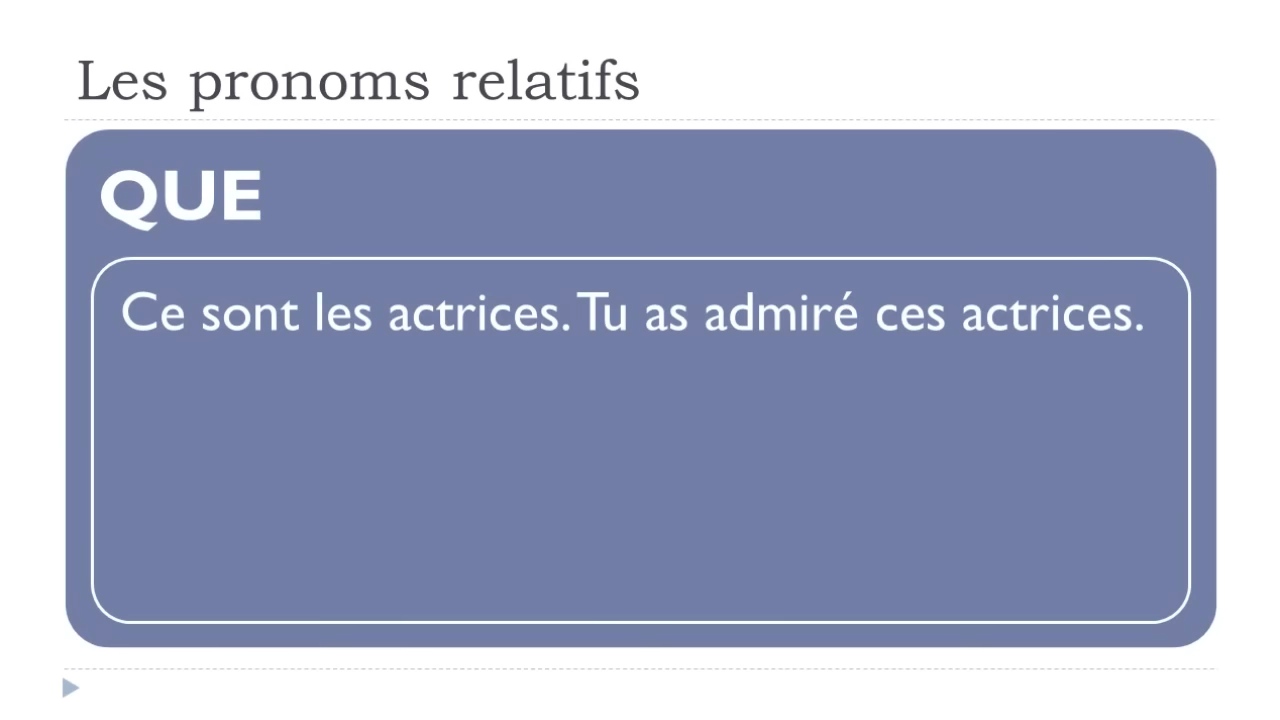 Les pronoms relatifs
QUE
Ce sont les actrices. Tu as admiré ces actrices.